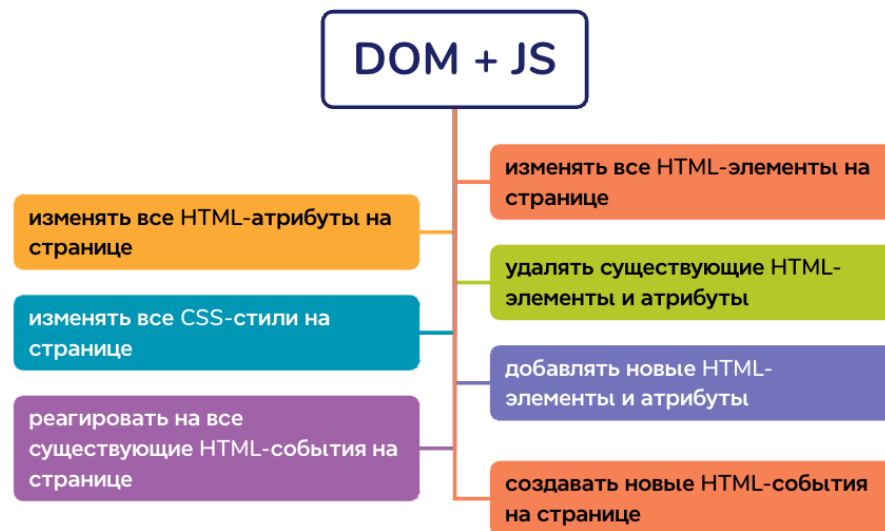 DOM + JS
изменять все HTML-элементы на
странице
изменять все HTML-атрибуты на
странице
удалять существующие HTML-
элементы и атрибуты
изменять все CSS-стили на
странице
добавлять новые HTML-
элементы и атрибуты
реагировать на все
существующие HTML-события на
странице
создавать новые HTML-события
на странице